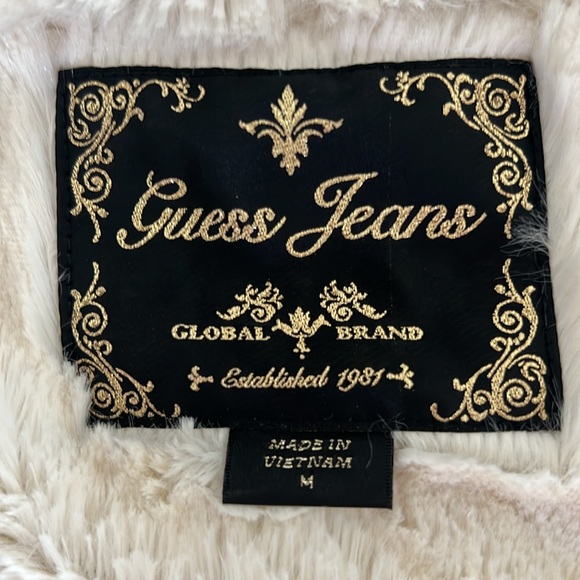 Guess Jeans
GLOBAL BRAND
Established 1981
MADE IN
VIETNAM
M